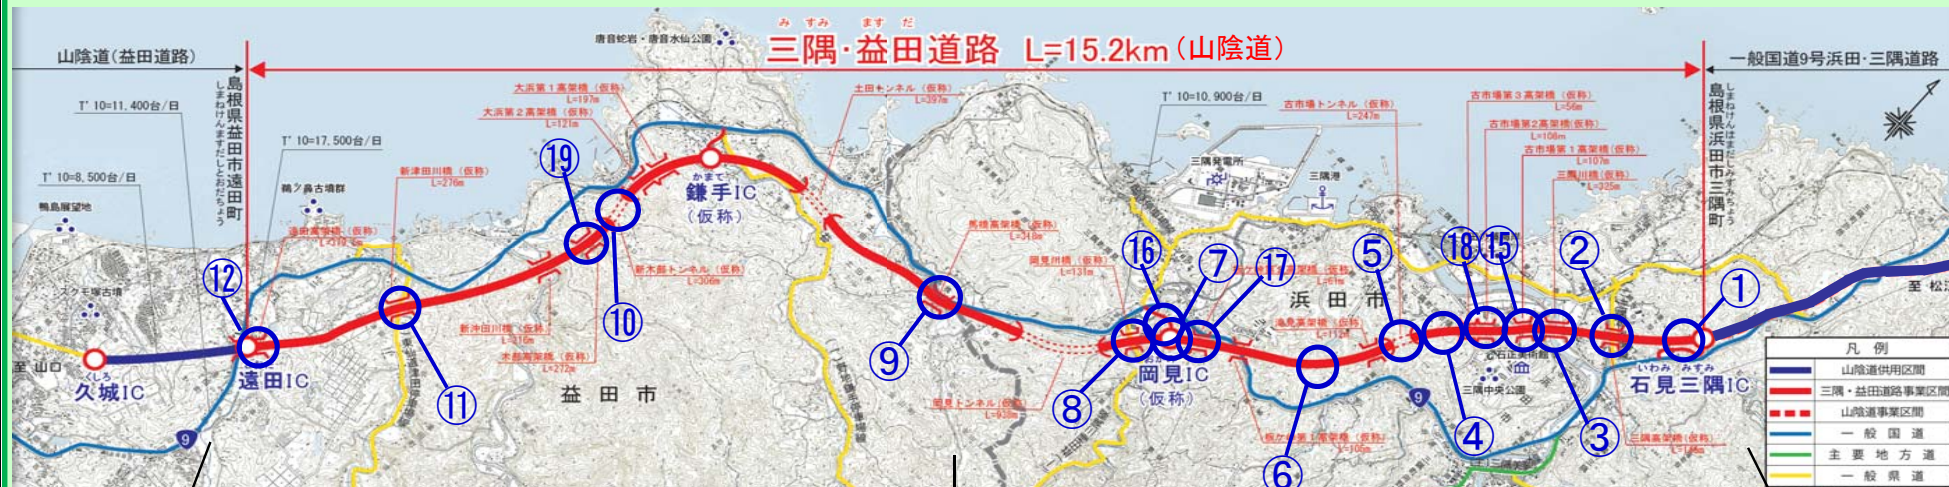 み すみ ます だ
三隅・益田道路 L=15.2km(山陰道)
山陰道(益田道路)
一般国道9号浜田・三隅道路
唐音蛇岩・唐音水仙公園
島根県益田市遠田町
しまねけんますだしとおだちょう
島根県浜田市三隅町
しまねけんはまだしみすみちょう
T' 10=11,400台/日
T' 10=17,500台/日
T' 10=8,500台/日
T' 10=10,900台/日
鴨島展望地
鵜ノ鼻古墳群
スクモ塚古墳
大浜第1高架橋(仮称)
L=197m
大浜第2高架橋(仮称)
L=121m
土田トンネル(仮称)
L=397m
新津田川橋(仮称)
L=276m
新木部トンネル(仮称)
L=306m
新沖田川橋(仮称)
L=216m
木部高架橋(仮称)
L=272m
馬橋高架橋(仮称)
L=318m
岡見川橋(仮称)
L=131m
岡見トンネル(仮称)
L=938m
古市場トンネル(仮称)
L=247m
古市場第3高架橋(仮称)
L=56m
古市場第2高架橋(仮称)
L=108m
古市場第1高架橋(仮称)
L=107m
三隅川橋(仮称)
L=325m
三隅高架橋(仮称)
三隅発電所
三隅港
石正美術館
三隅中央公園
かまて
鎌手IC
(仮称)
岡見IC
(仮称)
いわみ みすみ
石見三隅IC
遠田IC
くしろ
久城IC
至 山口
至 松江
益田市
浜田市
9
9
⑫
⑪
⑲
⑩
⑨
⑧
⑯
⑦
⑰
⑥
⑤
④
⑱
⑮
③
②
①
凡 例
山陰道供用区間
三隅・益田道路事業区間
山陰道事業区間
一般国道
主要地方道
一般県道